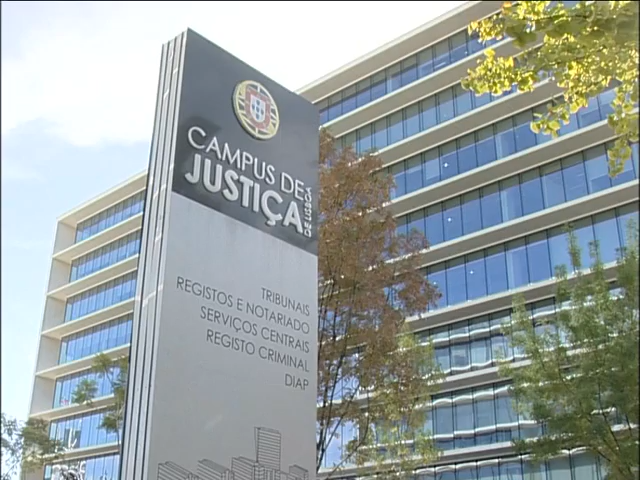 CAMPUS DE
JUSTIÇA
DE LISBOA
TRIBUNAIS
REGISTOS E NOTARIADO
SERVIÇOS CENTRAIS
REGISTO CRIMINAL
DIAP